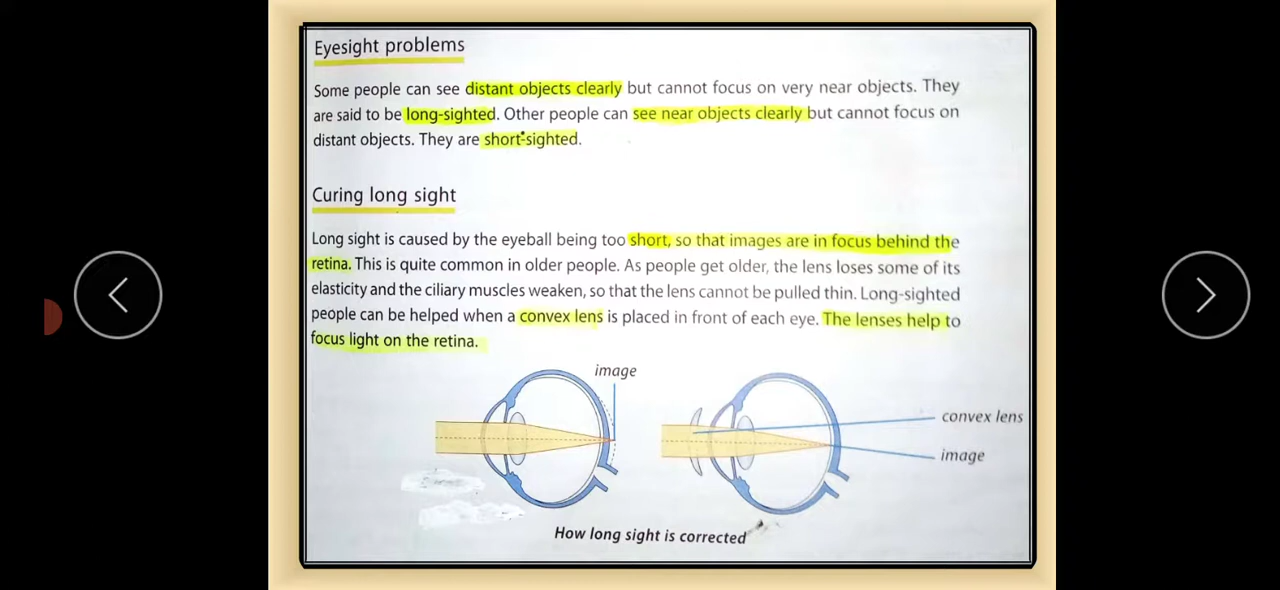 Eyesight problems
Some people can see distant objects clearly but cannot focus on very near objects. They
are said to be long-sighted. Other people can see near objects clearly but cannot focus on
distant objects. They are short-sighted.
Curing long sight
Long sight is caused by the eyeball being too short, so that images are in focus behind the
retina. This is quite common in older people. As people get older, the lens loses some of its
elasticity and the ciliary muscles weaken, so that the lens cannot be pulled thin. Long-sighted
people can be helped when a convex lens is placed in front of each eye. The lenses help to
focus light on the retina.
image
convex lens
image
How long sight is corrected